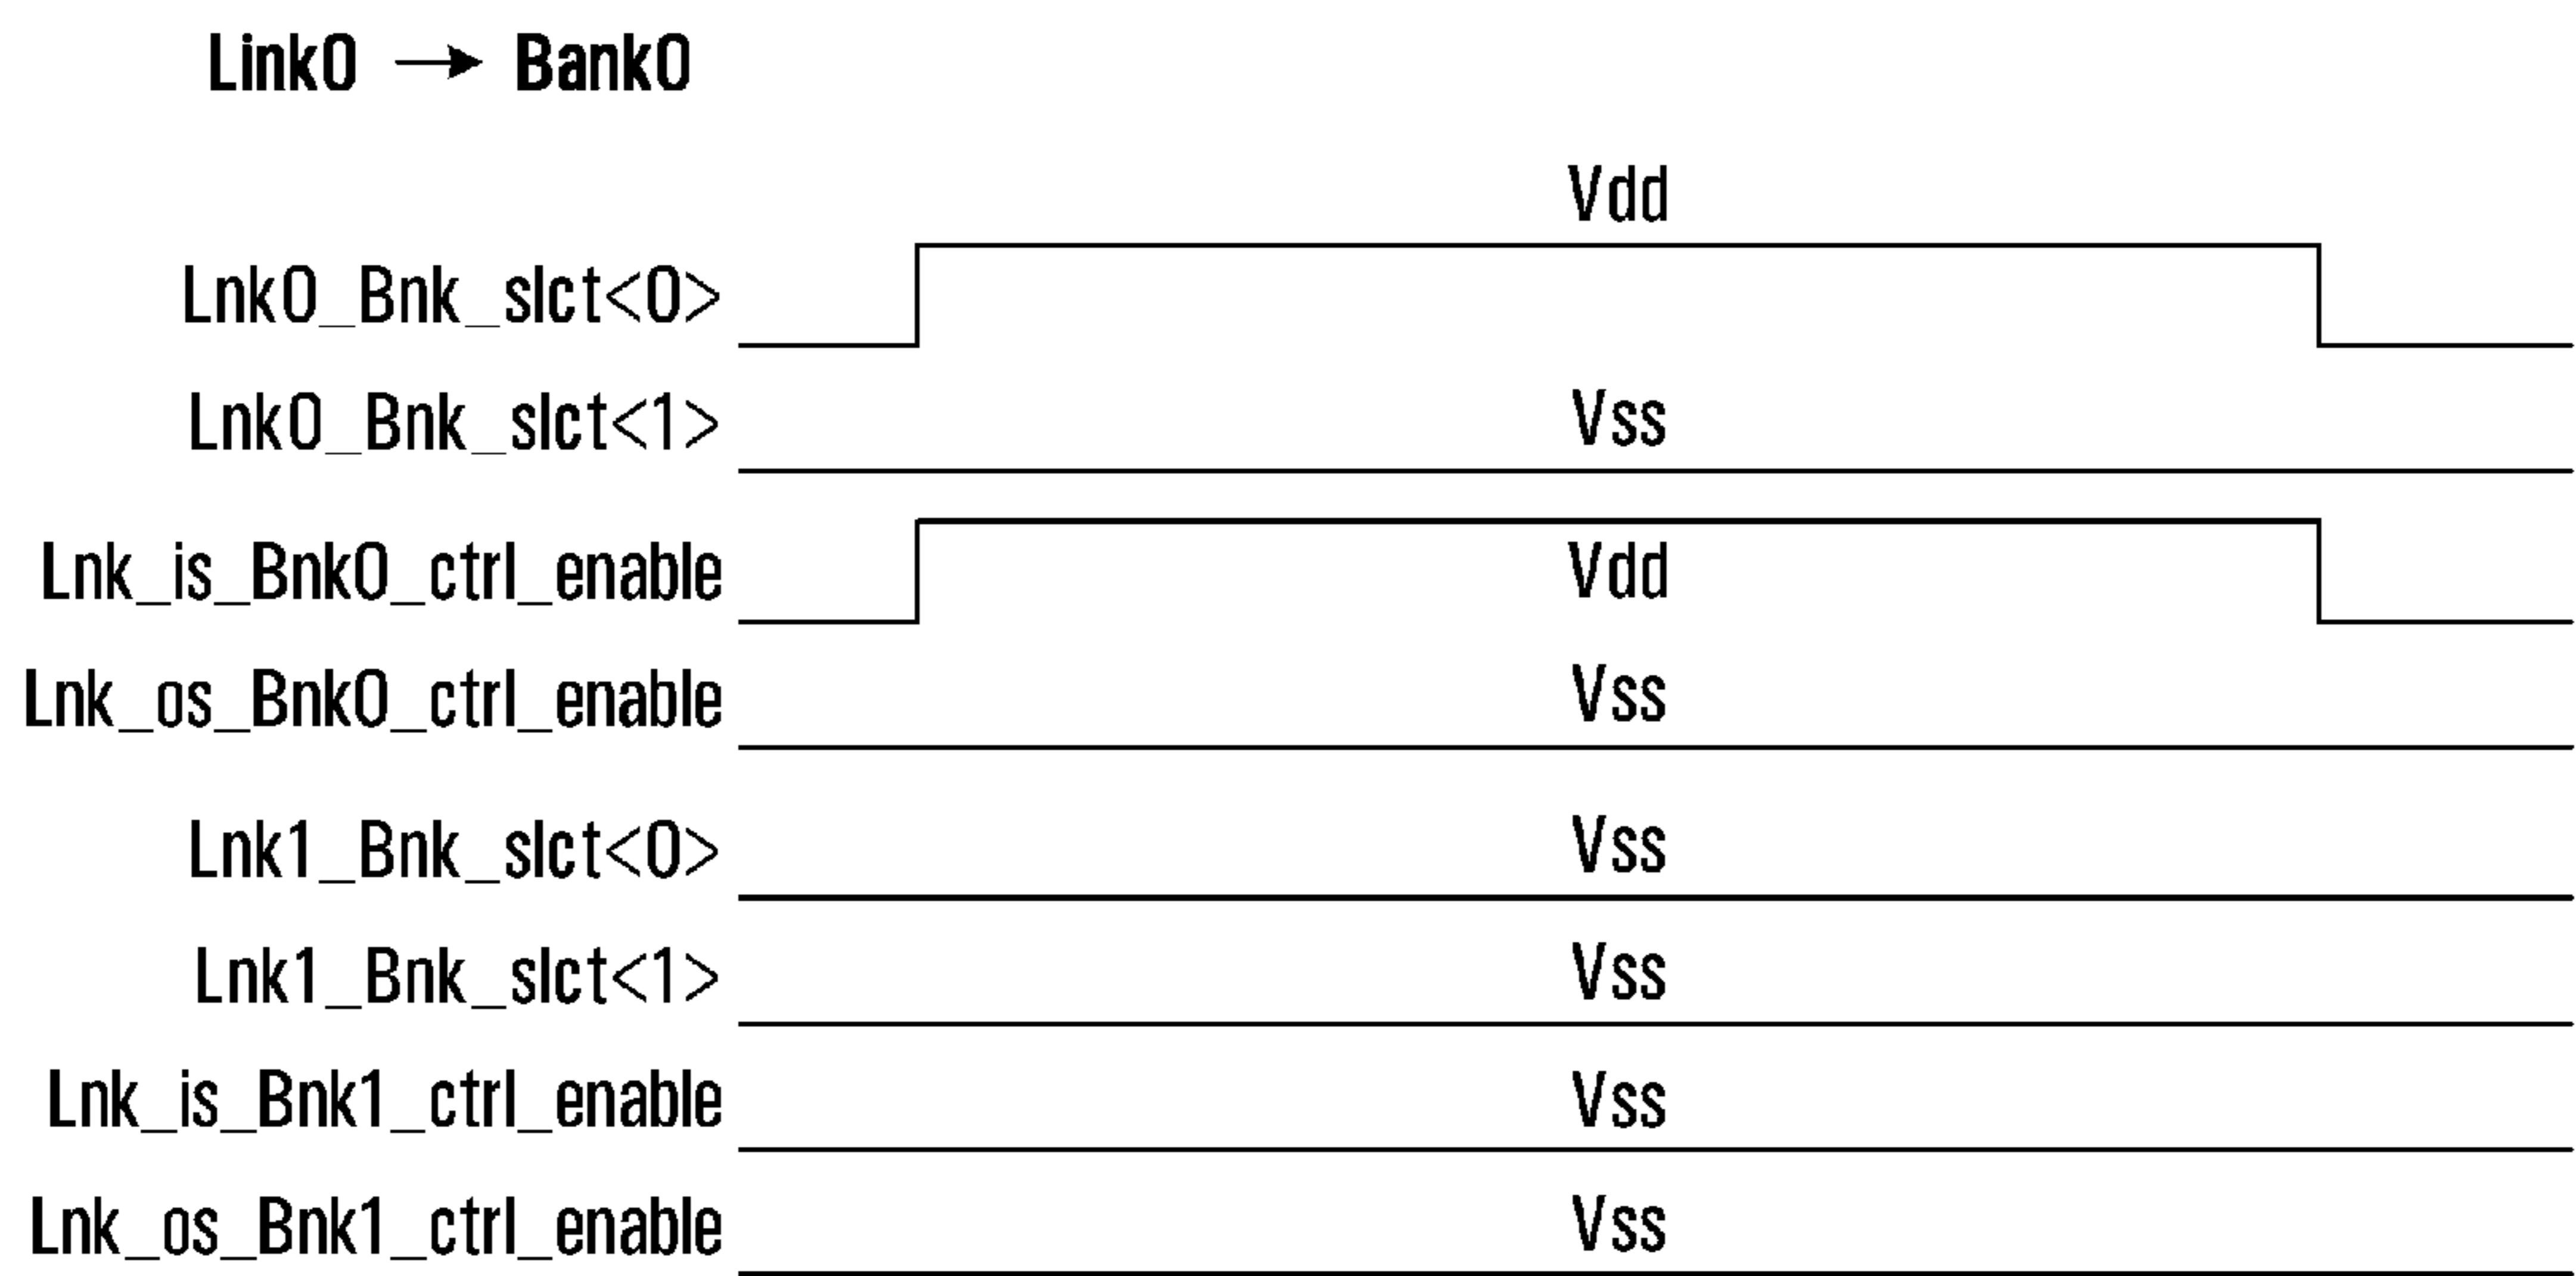 Link0 → Bank0
Vdd
Lnk0_Bnk_slct<0>
Lnk0_Bnk_slct<1> Vss
Lnk_is_Bnk0_ctrl_enable Vdd
Lnk_os_Bnk0_ctrl_enable Vss
Lnk1_Bnk_slct<0> Vss
Lnk1_Bnk_slct<1> Vss
Lnk_is_Bnk1_ctrl_enable Vss
Lnk_os_Bnk1_ctrl_enable Vss